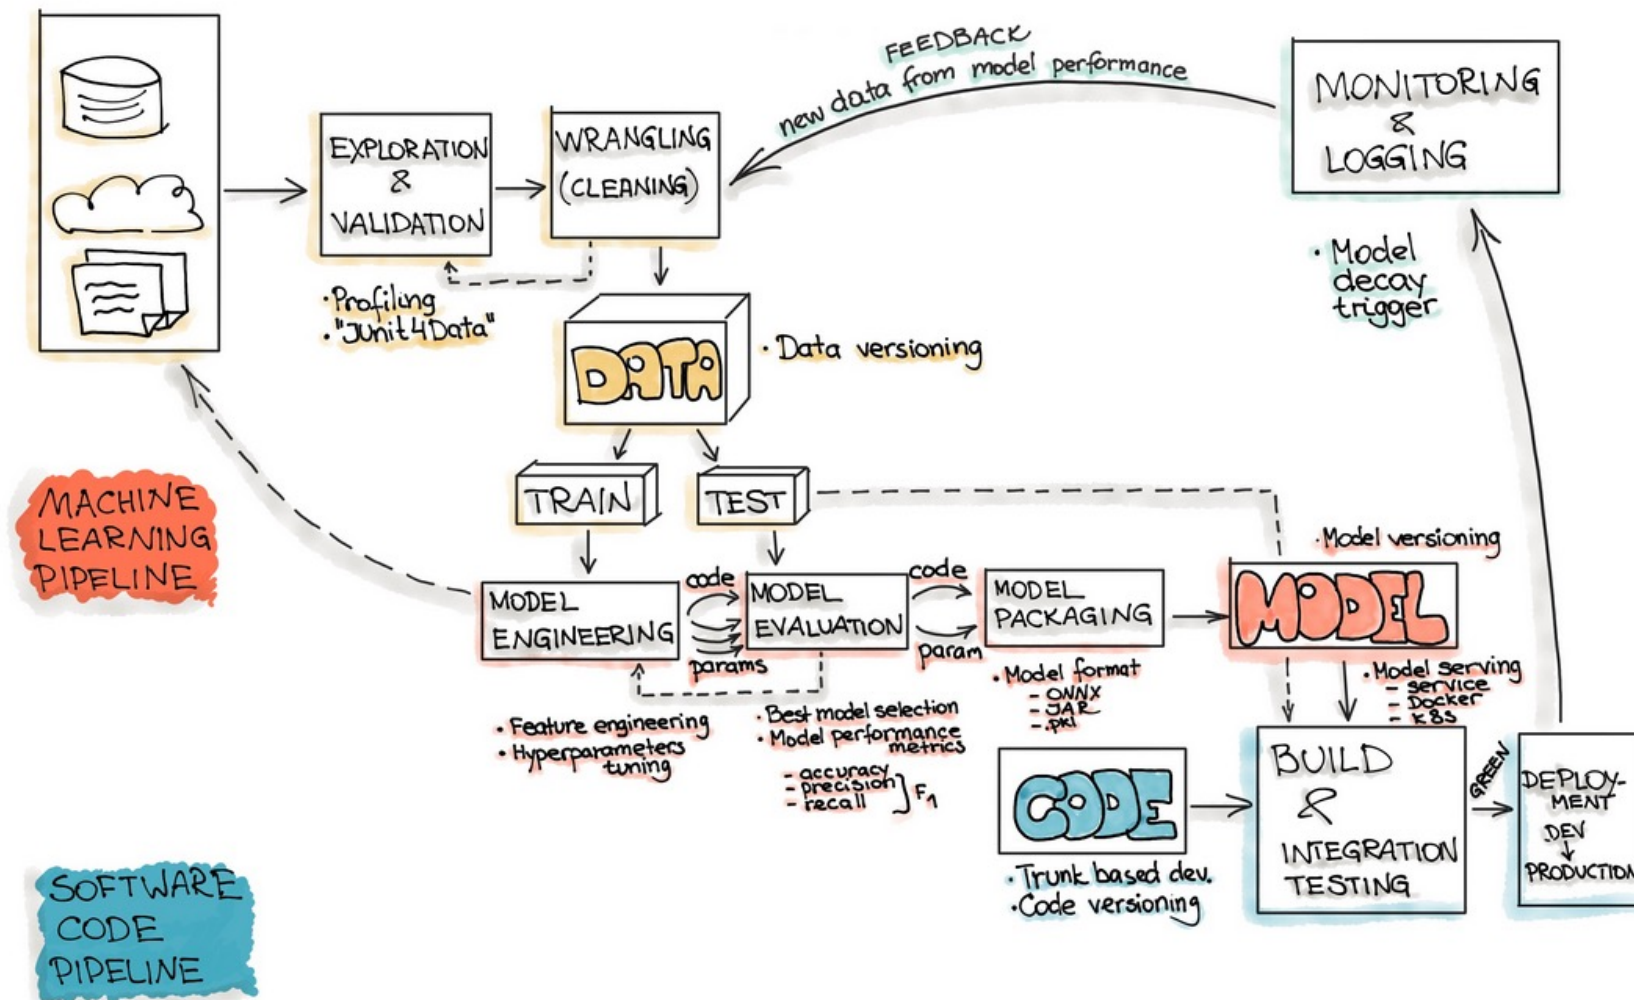 FEEDBACK
new data from model performance
MONITORING
&
LOGGING
• Model
decay
trigger
EXPLORATION
&
VALIDATION
• Profiling
• "JUnit4Data"
WRANGLING
(CLEANING)
DATA
• Data versioning
TRAIN
TEST
MACHINE
LEARNING
PIPELINE
MODEL
ENGINEERING
code
params
• Feature engineering
• Hyperparameters
tuning
MODEL
EVALUATION
code
param
• Best model selection
• Model performance
metrics
- accuracy
- precision
- recall
F1
MODEL
PACKAGING
• Model format
- ONNX
- JAR
- .pkl
• Model versioning
MODEL
• Model serving
- service
- Docker
- K8s
CODE
• Trunk based dev.
• Code versioning
BUILD
&
INTEGRATION
TESTING
GREEN
DEPLOY-
MENT
DEV
PRODUCTION
SOFTWARE
CODE
PIPELINE